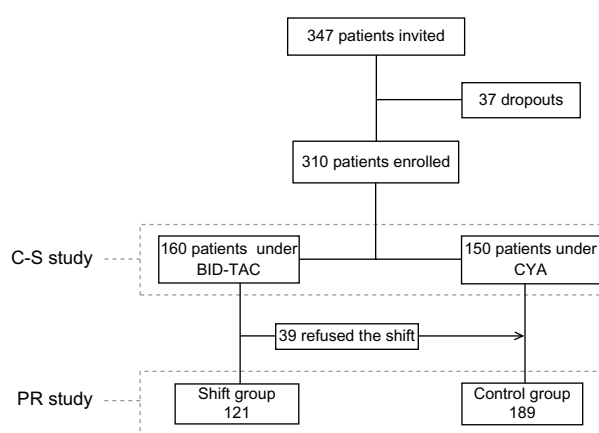 347 patients invited
37 dropouts
310 patients enrolled
C-S study
160 patients under
BID-TAC
150 patients under
CYA
39 refused the shift
PR study
Shift group
121
Control group
189